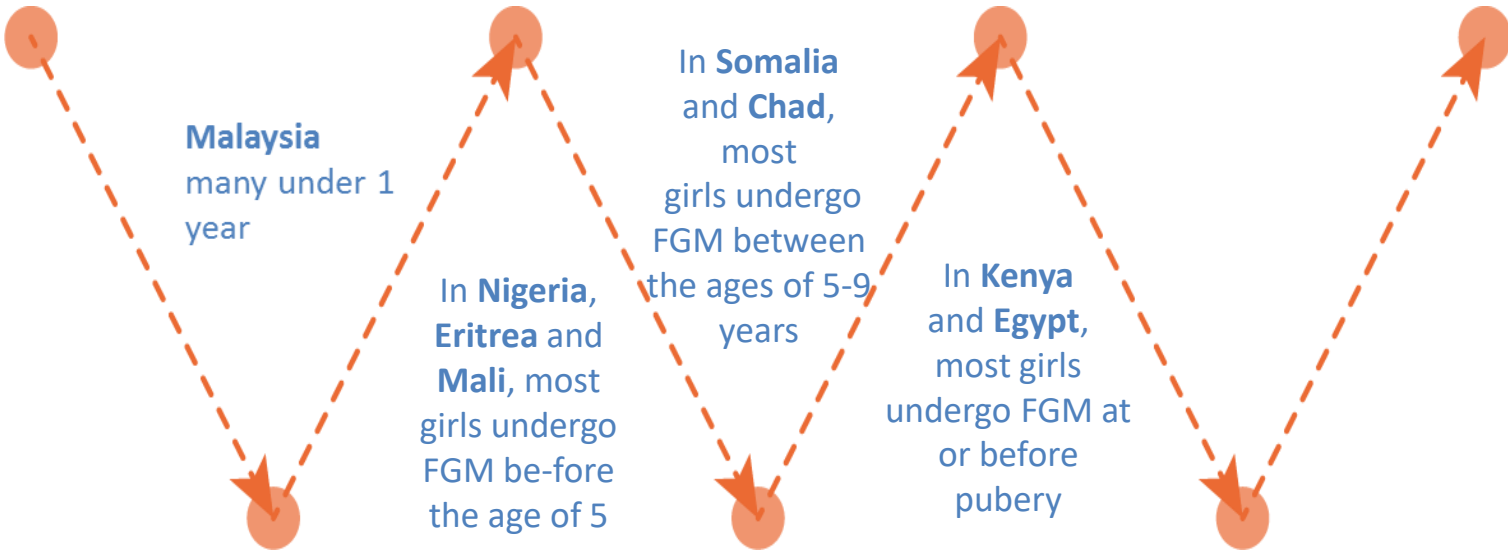 Malaysia
many under 1
year
In Nigeria,
Eritrea and
Mali, most
girls undergo
FGM be-fore
the age of 5
In Somalia
and Chad,
most
girls undergo
FGM between
the ages of 5-9
years
In Kenya
and Egypt,
most girls
undergo FGM at
or before
pubery